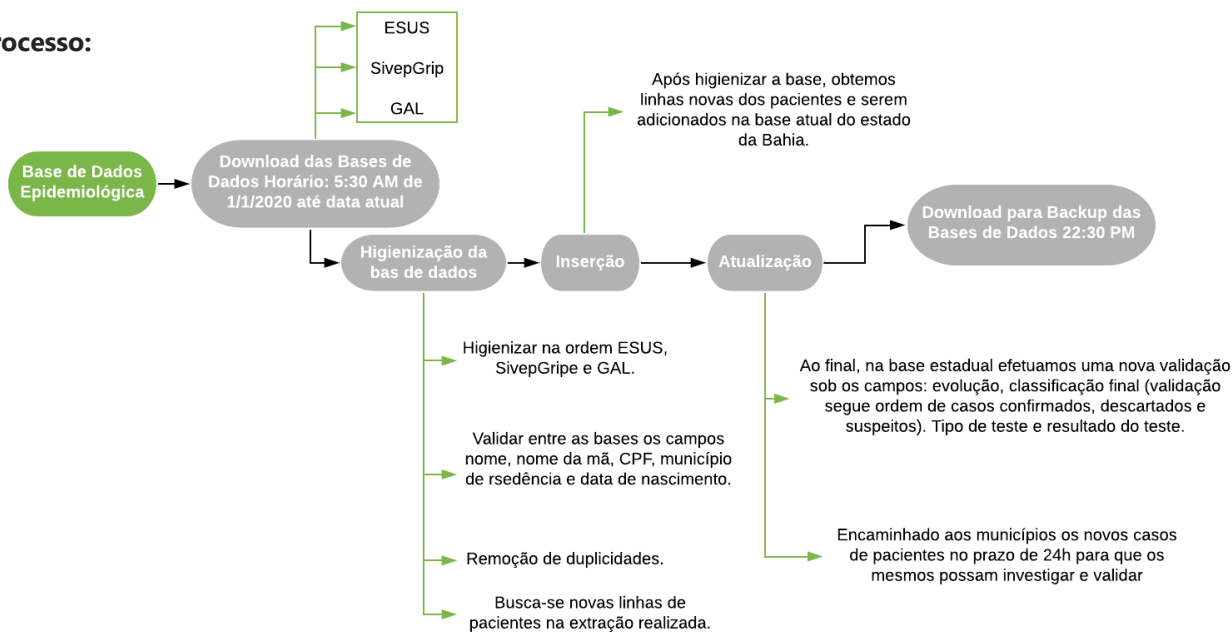 rocesso:
ESUS
SivepGrip
GAL
Base de Dados
Epidemiológica
Download das Bases de
Dados Horário: 5:30 AM de
1/1/2020 até data atual
Após higienizar a base, obtemos
linhas novas dos pacientes e serem
adicionados na base atual do estado
da Bahia.
Higienização da
bas de dados
Inserção
Atualização
Download para Backup das
Bases de Dados 22:30 PM
Higienizar na ordem ESUS,
SivepGripe e GAL.
Validar entre as bases os campos
nome, nome da mã, CPF, município
de rsedência e data de nascimento.
Remoção de duplicidades.
Busca-se novas linhas de
pacientes na extração realizada.
Ao final, na base estadual efetuamos uma nova validação
sob os campos: evolução, classificação final (validação
segue ordem de casos confirmados, descartados e
suspeitos). Tipo de teste e resultado do teste.
Encaminhado aos municípios os novos casos
de pacientes no prazo de 24h para que os
mesmos possam investigar e validar